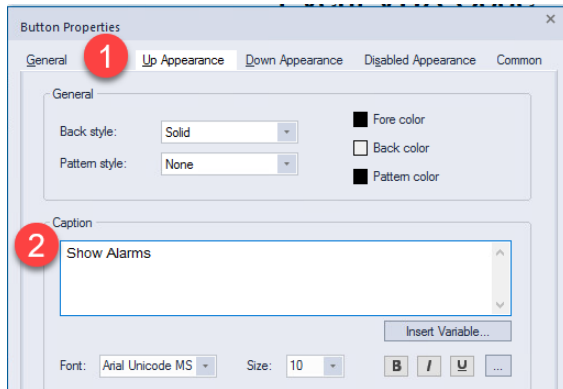 Button Properties
General Up Appearance Down Appearance Disabled Appearance Common
1
General
Back style: Solid
Fore color
Back color
Pattern style: None
Pattern color
Caption
2
Show Alarms
Insert Variable...
Font: Arial Unicode MS Size: 10 B I U ...